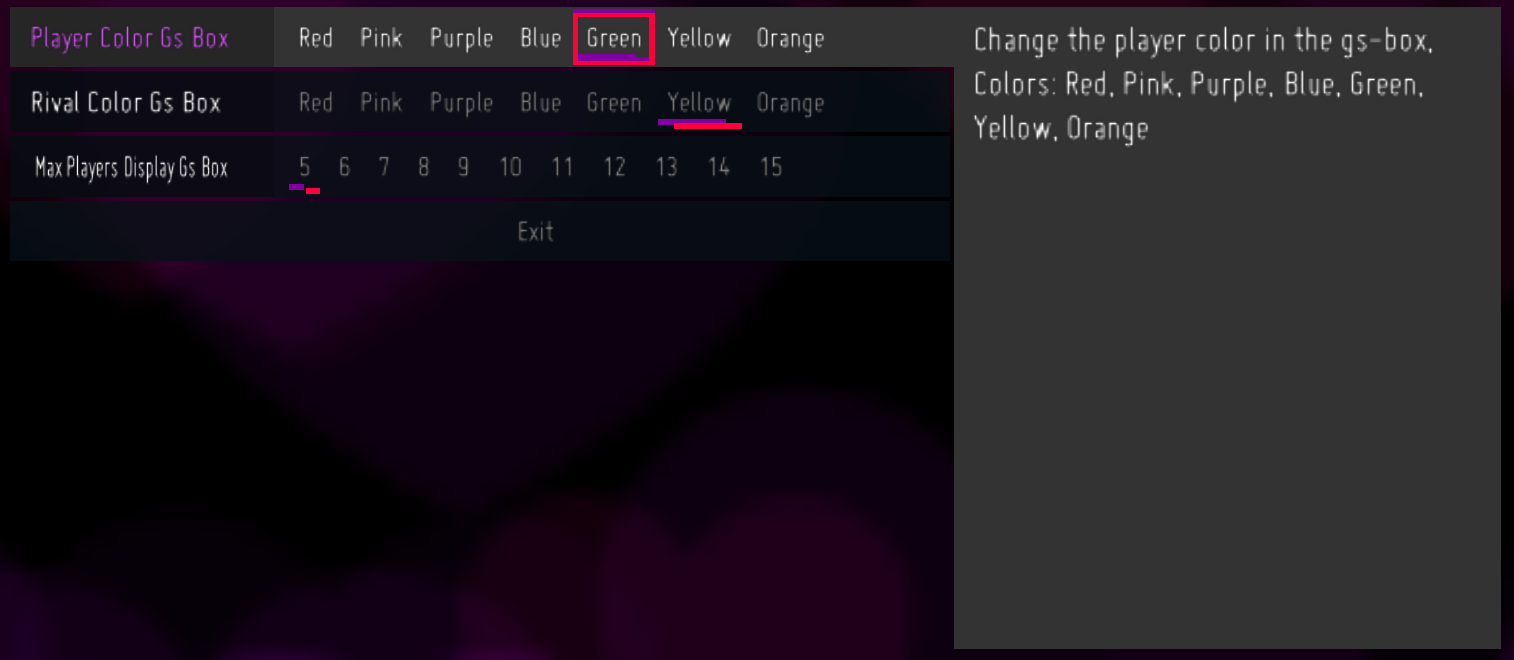 Player Color Gs Box Red Pink Purple Blue Green Yellow Orange
Rival Color Gs Box Red Pink Purple Blue Green Yellow Orange
Max Players Display Gs Box 5 6 7 8 9 10 11 12 13 14 15
Exit
Change the player color in the gs-box,
Colors: Red, Pink, Purple, Blue, Green,
Yellow, Orange